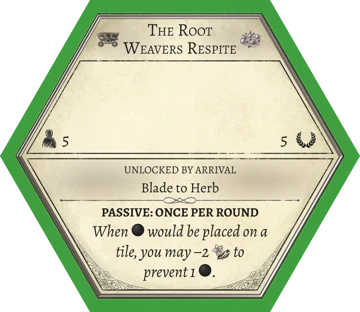 The Root
Weavers Respite
5
5
UNLOCKED BY ARRIVAL
Blade to Herb
PASSIVE: ONCE PER ROUND
When would be placed on a
tile, you may –2 to
prevent 1 .